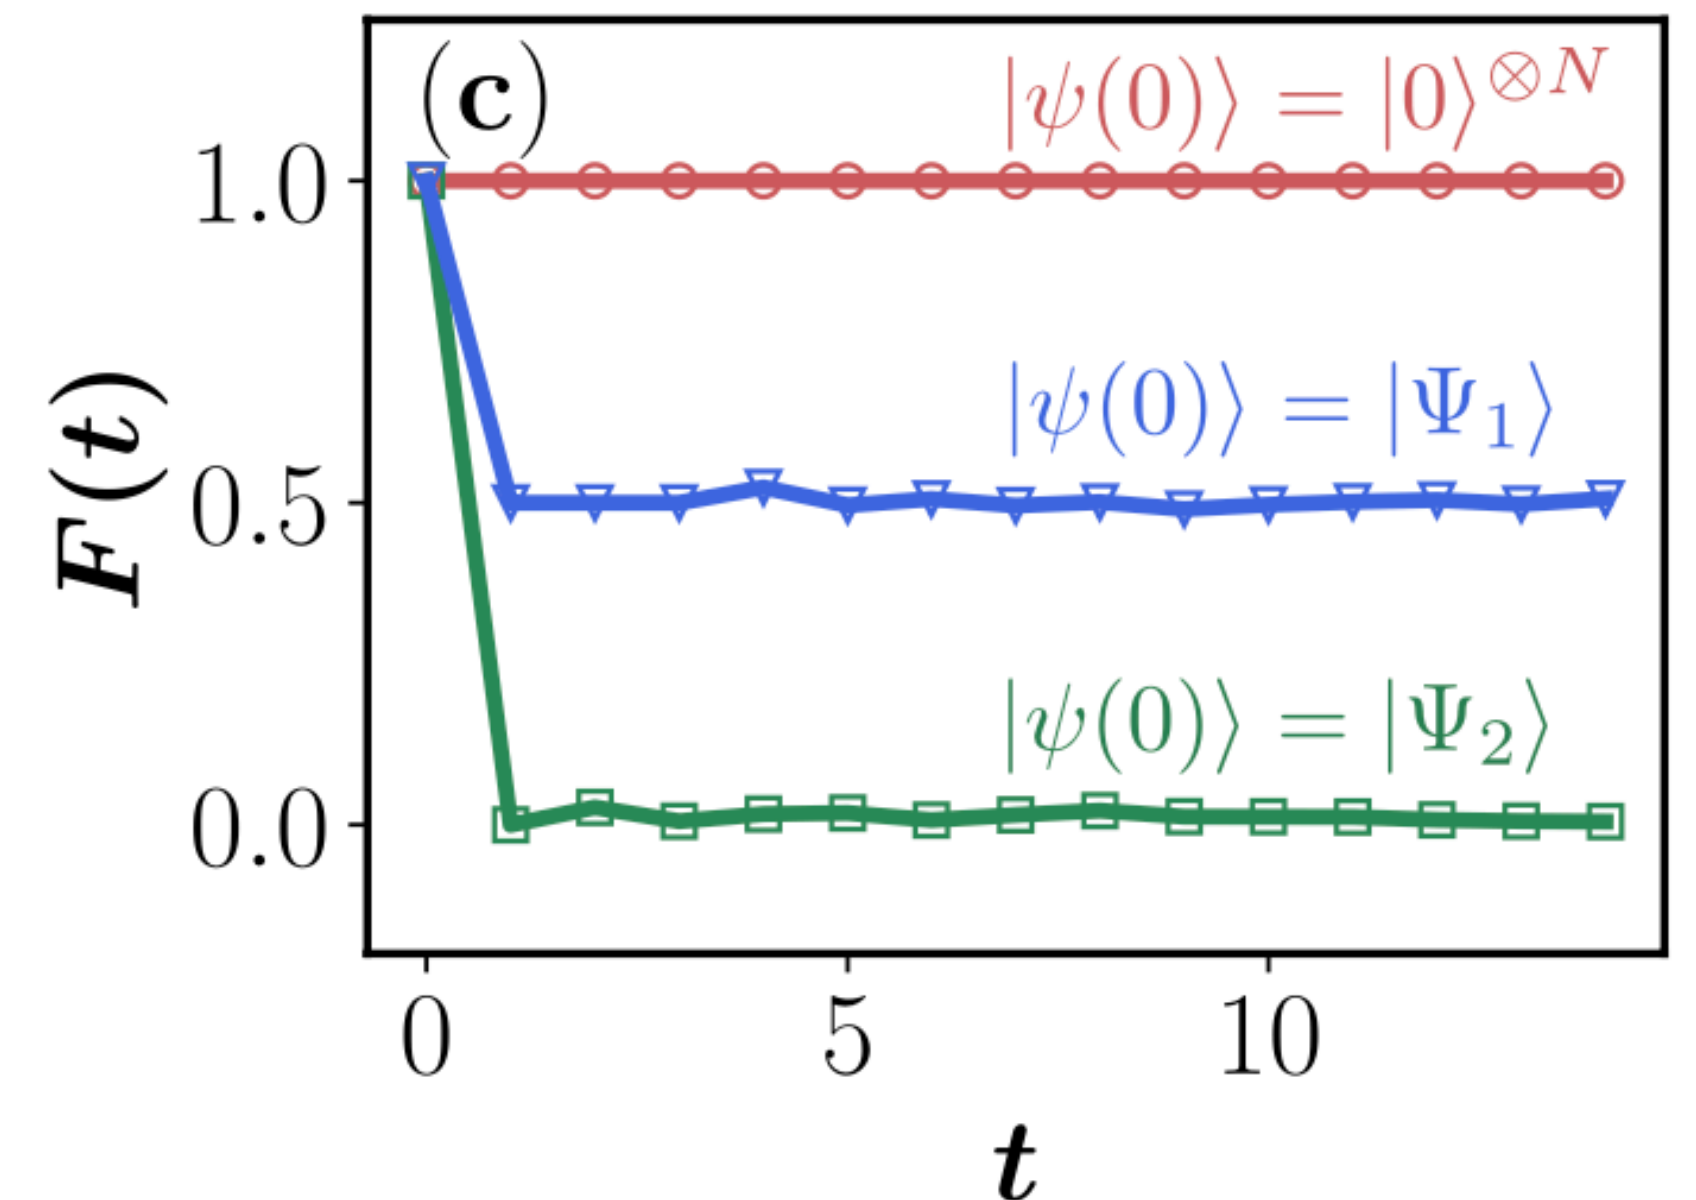 (c)
|ψ(0)⟩ = |0⟩^{⊗N}
1.0
|ψ(0)⟩ = |Ψ₁⟩
F(t)
0.5
|ψ(0)⟩ = |Ψ₂⟩
0.0
0 5 10
t